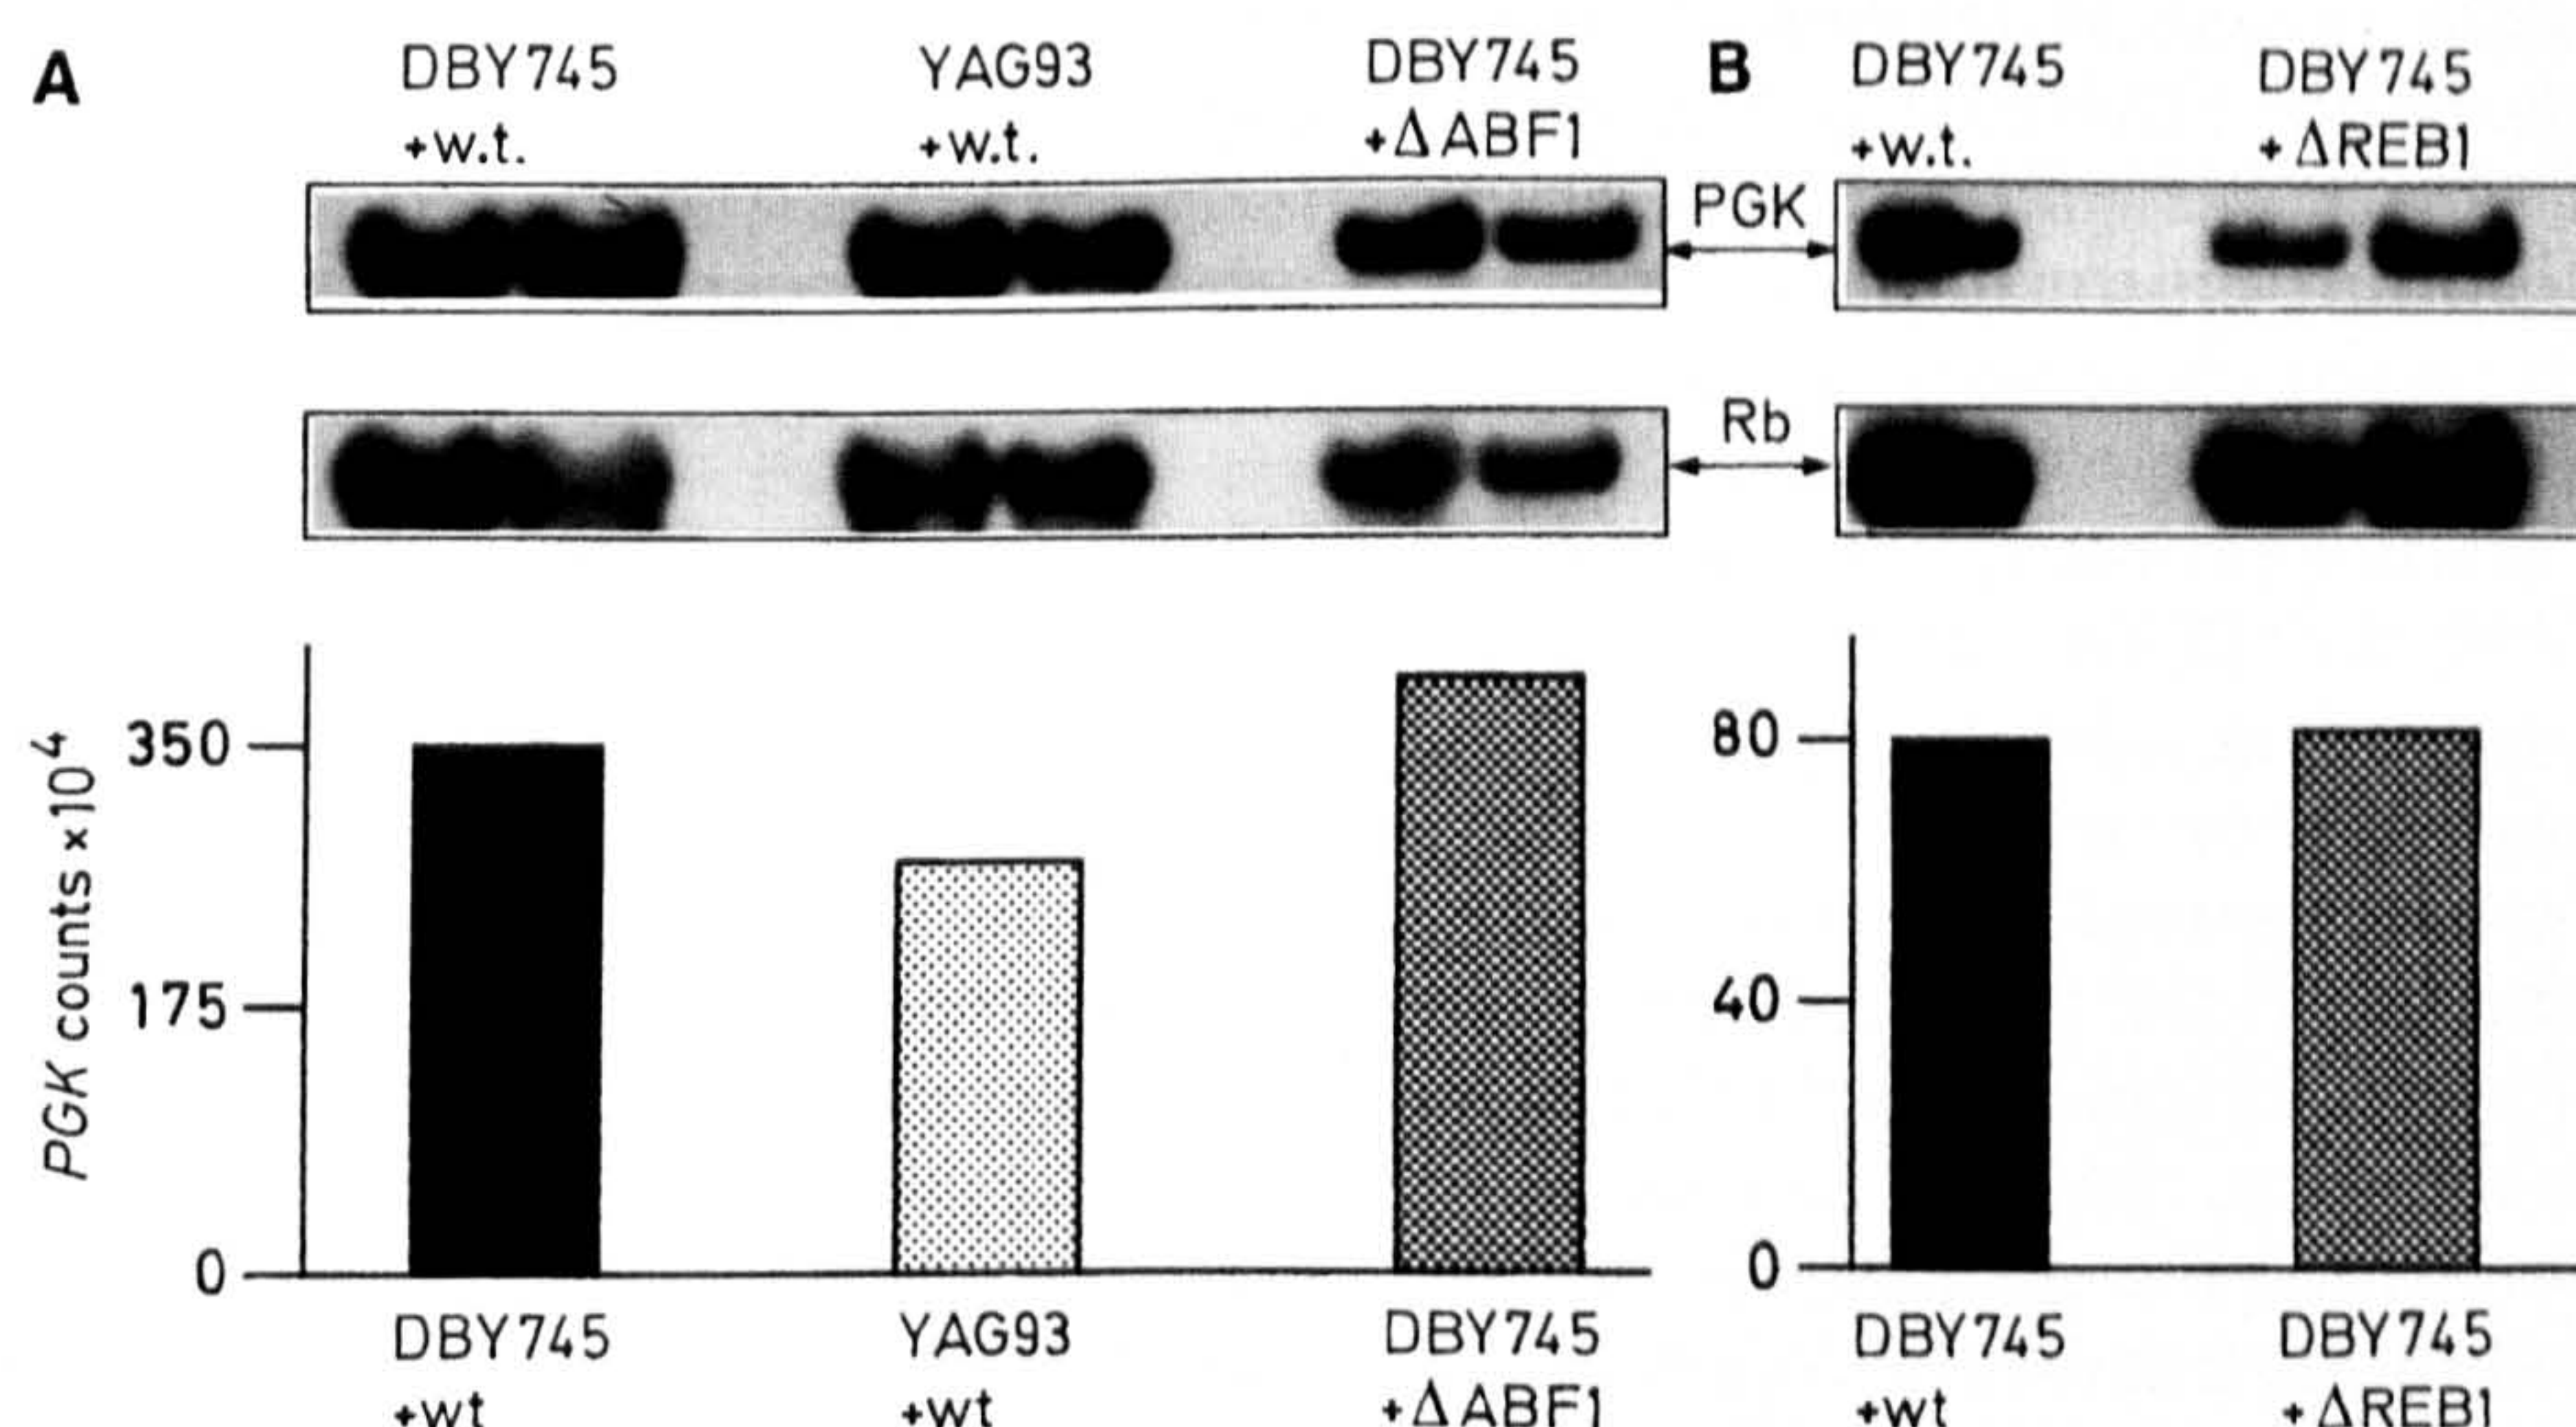 A
DBY745
+w.t.
YAG93
+w.t.
DBY745
+ΔABF1
B
DBY745
+w.t.
DBY745
+ΔREB1
PGK
Rb
PGK counts ×10⁴
350
175
0
80
40
0
DBY745
+wt
YAG93
+wt
DBY745
+ΔABF1
DBY745
+wt
DBY745
+ΔREB1